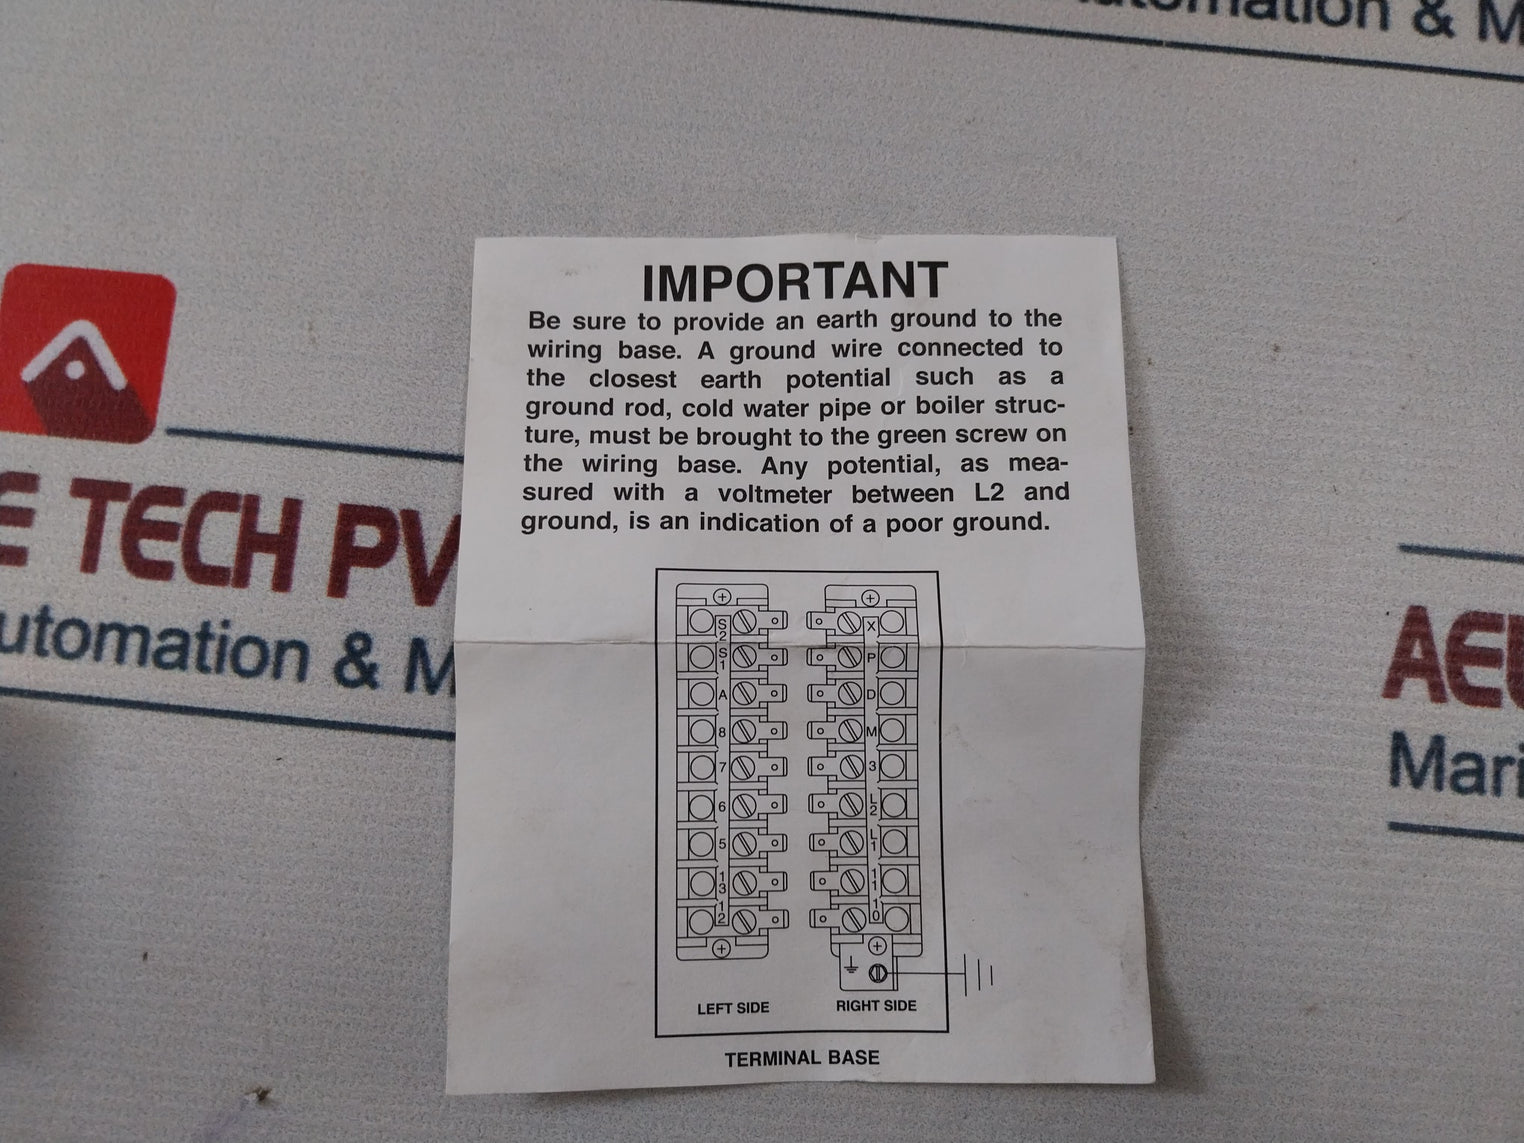 utomation & M
IMPORTANT
Be sure to provide an earth ground to the
wiring base. A ground wire connected to
the closest earth potential such as a
ground rod, cold water pipe or boiler struc-
ture, must be brought to the green screw on
the wiring base. Any potential, as mea-
sured with a voltmeter between L2 and
ground, is an indication of a poor ground.
S2
S1
A
8
7
6
5
13
12
X
P
D
M
3
L2
L1
11
10
LEFT SIDE
RIGHT SIDE
TERMINAL BASE
E TECH PV
utomation & M
AE
Mari